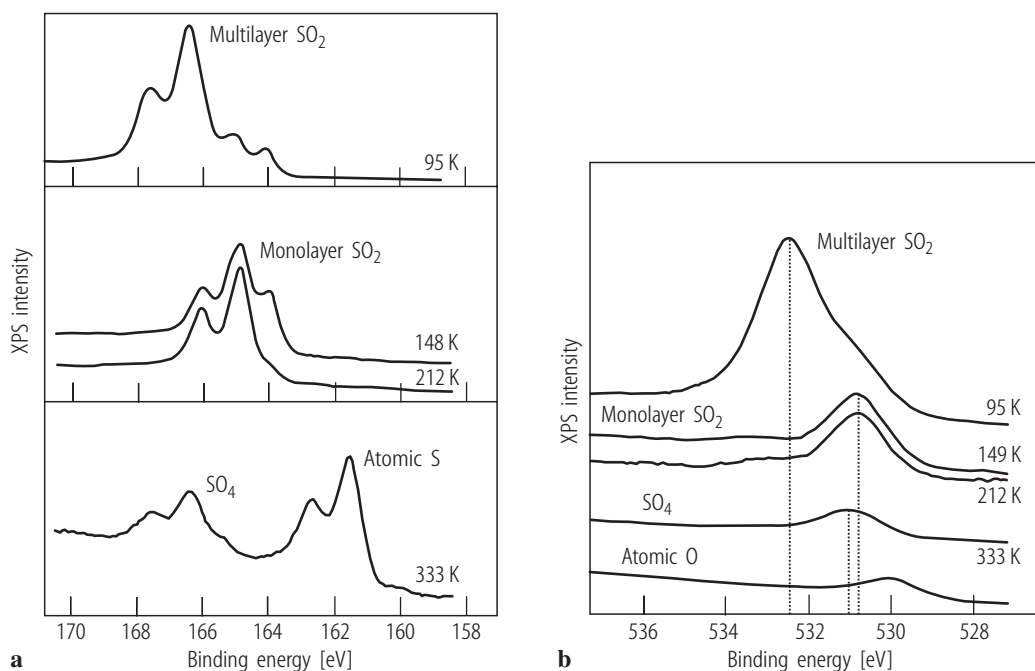 Multilayer SO2
95 K
Monolayer SO2
148 K
212 K
SO4
Atomic S
333 K
XPS intensity
170 168 166 164 162 160 158
Binding energy [eV]
a
Multilayer SO2
95 K
Monolayer SO2
149 K
212 K
SO4
333 K
Atomic O
XPS intensity
536 534 532 530 528
Binding energy [eV]
b